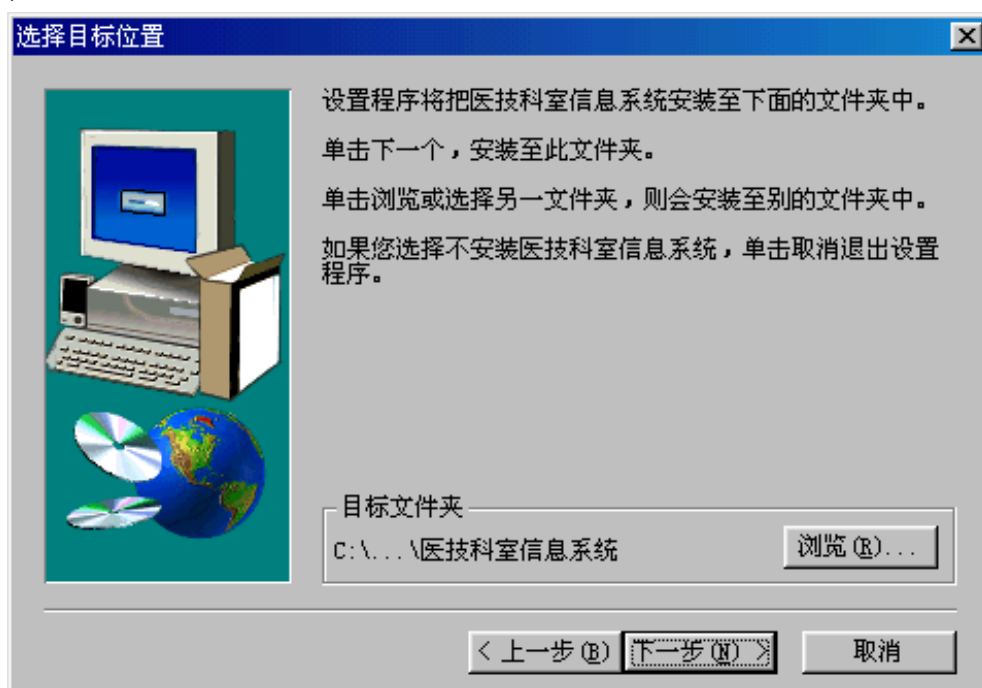 选择目标位置
设置程序将把医技科室信息系统安装至下面的文件夹中。
单击下一个，安装至此文件夹。
单击浏览或选择另一文件夹，则会安装至别的文件夹中。
如果您选择不安装医技科室信息系统，单击取消退出设置
程序。
目标文件夹
C:\...\医技科室信息系统
浏览(R)...
< 上一步(B)
下一步(N) >
取消